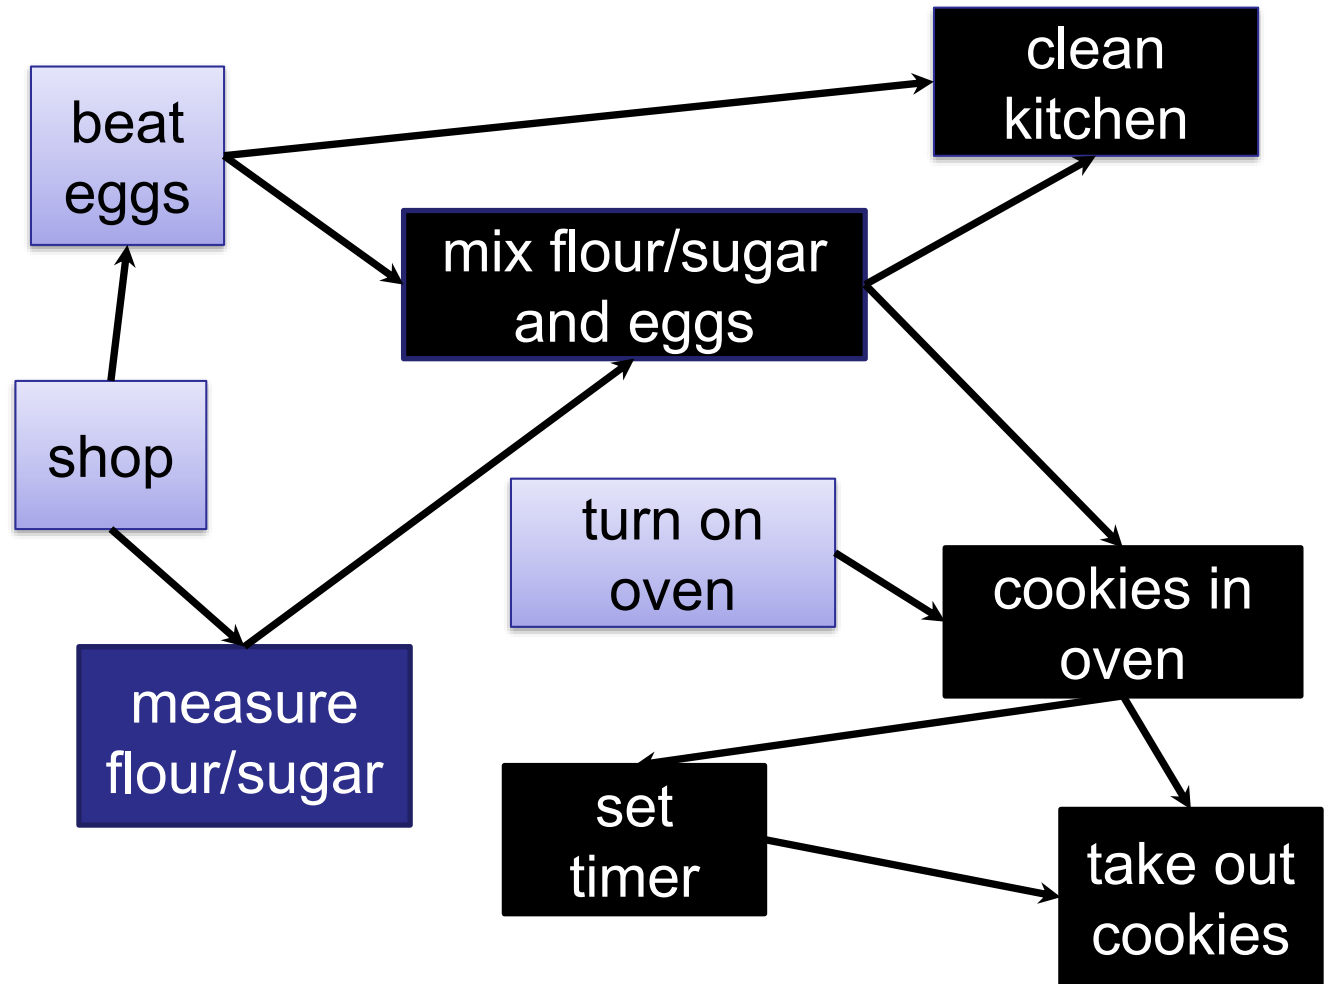 clean
kitchen
beat
eggs
mix flour/sugar
and eggs
shop
turn on
oven
cookies in
oven
measure
flour/sugar
set
timer
take out
cookies